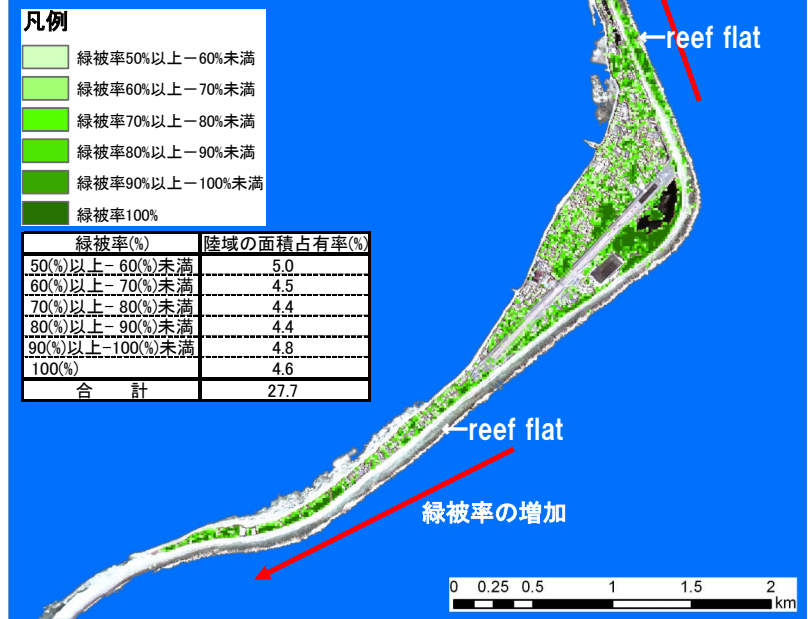 凡例
緑被率50%以上－60%未満
緑被率60%以上－70%未満
緑被率70%以上－80%未満
緑被率80%以上－90%未満
緑被率90%以上－100%未満
緑被率100%
緑被率(%) 陸域の面積占有率(%)
50(%)以上－60(%)未満 5.0
60(%)以上－70(%)未満 4.5
70(%)以上－80(%)未満 4.4
80(%)以上－90(%)未満 4.4
90(%)以上－100(%)未満 4.8
100(%) 4.6
合 計 27.7
reef flat
reef flat
緑被率の増加
0 0.25 0.5 1 1.5 2
km